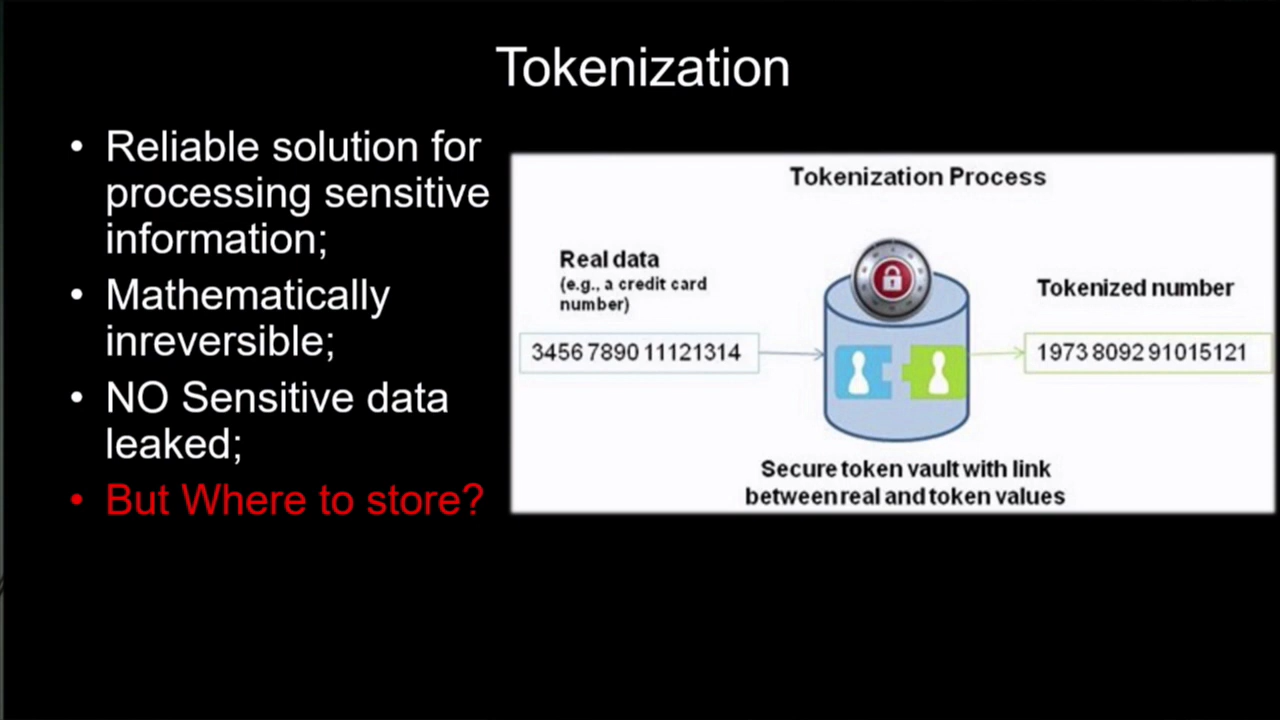 Tokenization
• Reliable solution for
processing sensitive
information;
• Mathematically
inreversible;
• NO Sensitive data
leaked;
• But Where to store?
Tokenization Process
Real data
(e.g., a credit card
number)
3456 7890 11121314
Tokenized number
1973 8092 91015121
Secure token vault with link
between real and token values